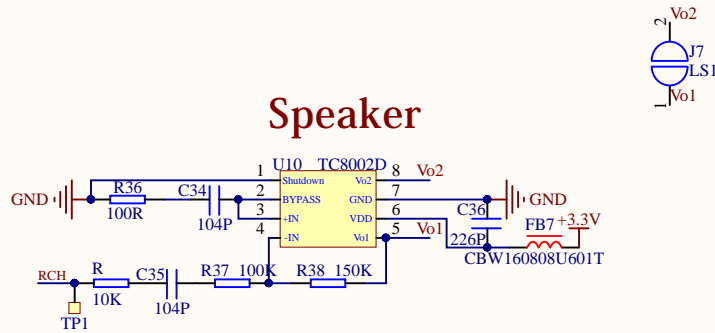 Vo2
2
J7
LS1
1
Vo1
Speaker
U10 TC8002D
1 Shutdown Vo2 8 Vo2
GND R36 C34 2 BYPASS GND 7 GND
100R 104P 3 +IN VDD 6 C36 FB7 +3.3V
4 -IN Vo1 5 Vo1
226P CBW160808U601T
RCH R C35 R37 100K R38 150K
10K 104P
TP1